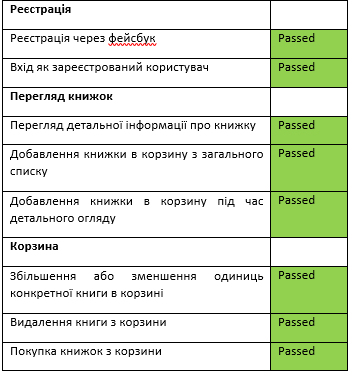 Реєстрація
Реєстрація через фейсбук Passed
Вхід як зареєстрований користувач Passed
Перегляд книжок
Перегляд детальної інформації про книжку Passed
Добавлення книжки в корзину з загального Passed
списку
Добавлення книжки в корзину під час Passed
детального огляду
Корзина
Збільшення або зменшення одиниць Passed
конкретної книги в корзині
Видалення книги з корзини Passed
Покупка книжок з корзини Passed